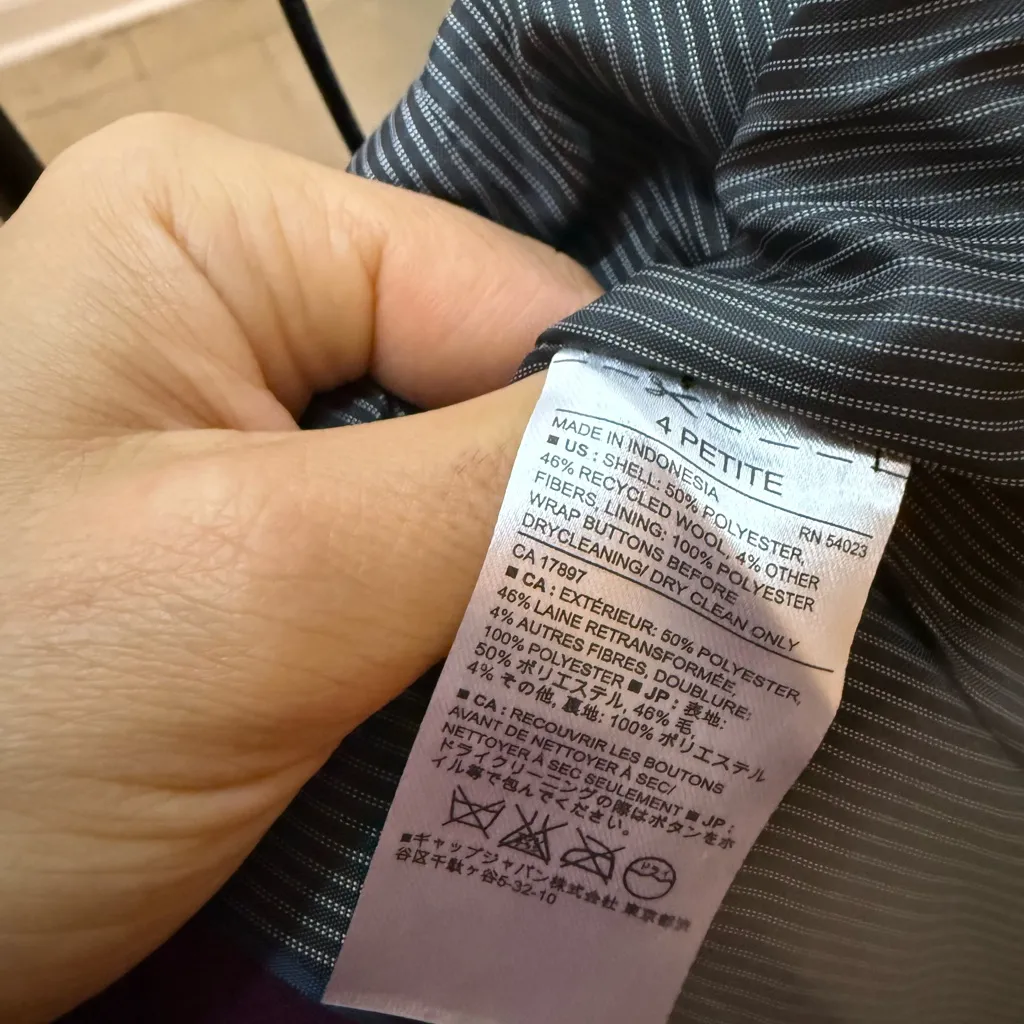 4 PETITE
MADE IN INDONESIA RN 54023
■ US : SHELL: 50% POLYESTER,
46% RECYCLED WOOL, 4% OTHER
FIBERS, LINING: 100% POLYESTER
WRAP BUTTONS BEFORE
DRYCLEANING/ DRY CLEAN ONLY
CA 17897
■ CA : EXTÉRIEUR: 50% POLYESTER,
46% LAINE RETRANSFORMÉE,
4% AUTRES FIBRES, DOUBLURE:
100% POLYESTER ■ JP : 表地:
50% ポリエステル, 46% 毛,
4% その他, 裏地: 100% ポリエステル
■ CA : RECOUVRIR LES BOUTONS
AVANT DE NETTOYER À SEC/
NETTOYER À SEC SEULEMENT ■ JP :
ドライクリーニングの際はボタンをホ
イル等で包んでください。
ドライ
■ギャップジャパン株式会社 東京都渋
谷区千駄ヶ谷5-32-10